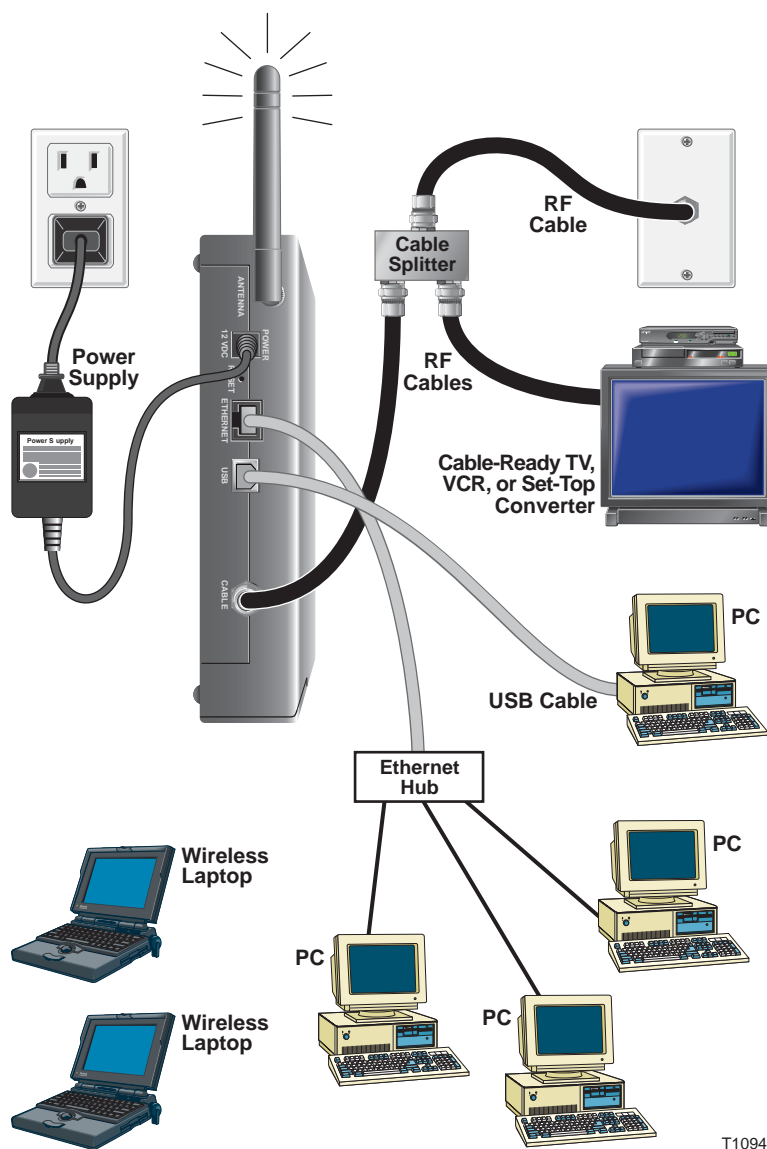 RF
Cable
Cable
Splitter
ANTENNA
POWER
12 VDC
RESET
ETHERNET
USB
CABLE
Power
Supply
Power S upply
RF
Cables
Cable-Ready TV,
VCR, or Set-Top
Converter
PC
USB Cable
Ethernet
Hub
Wireless
Laptop
PC
PC
PC
Wireless
Laptop
T1094